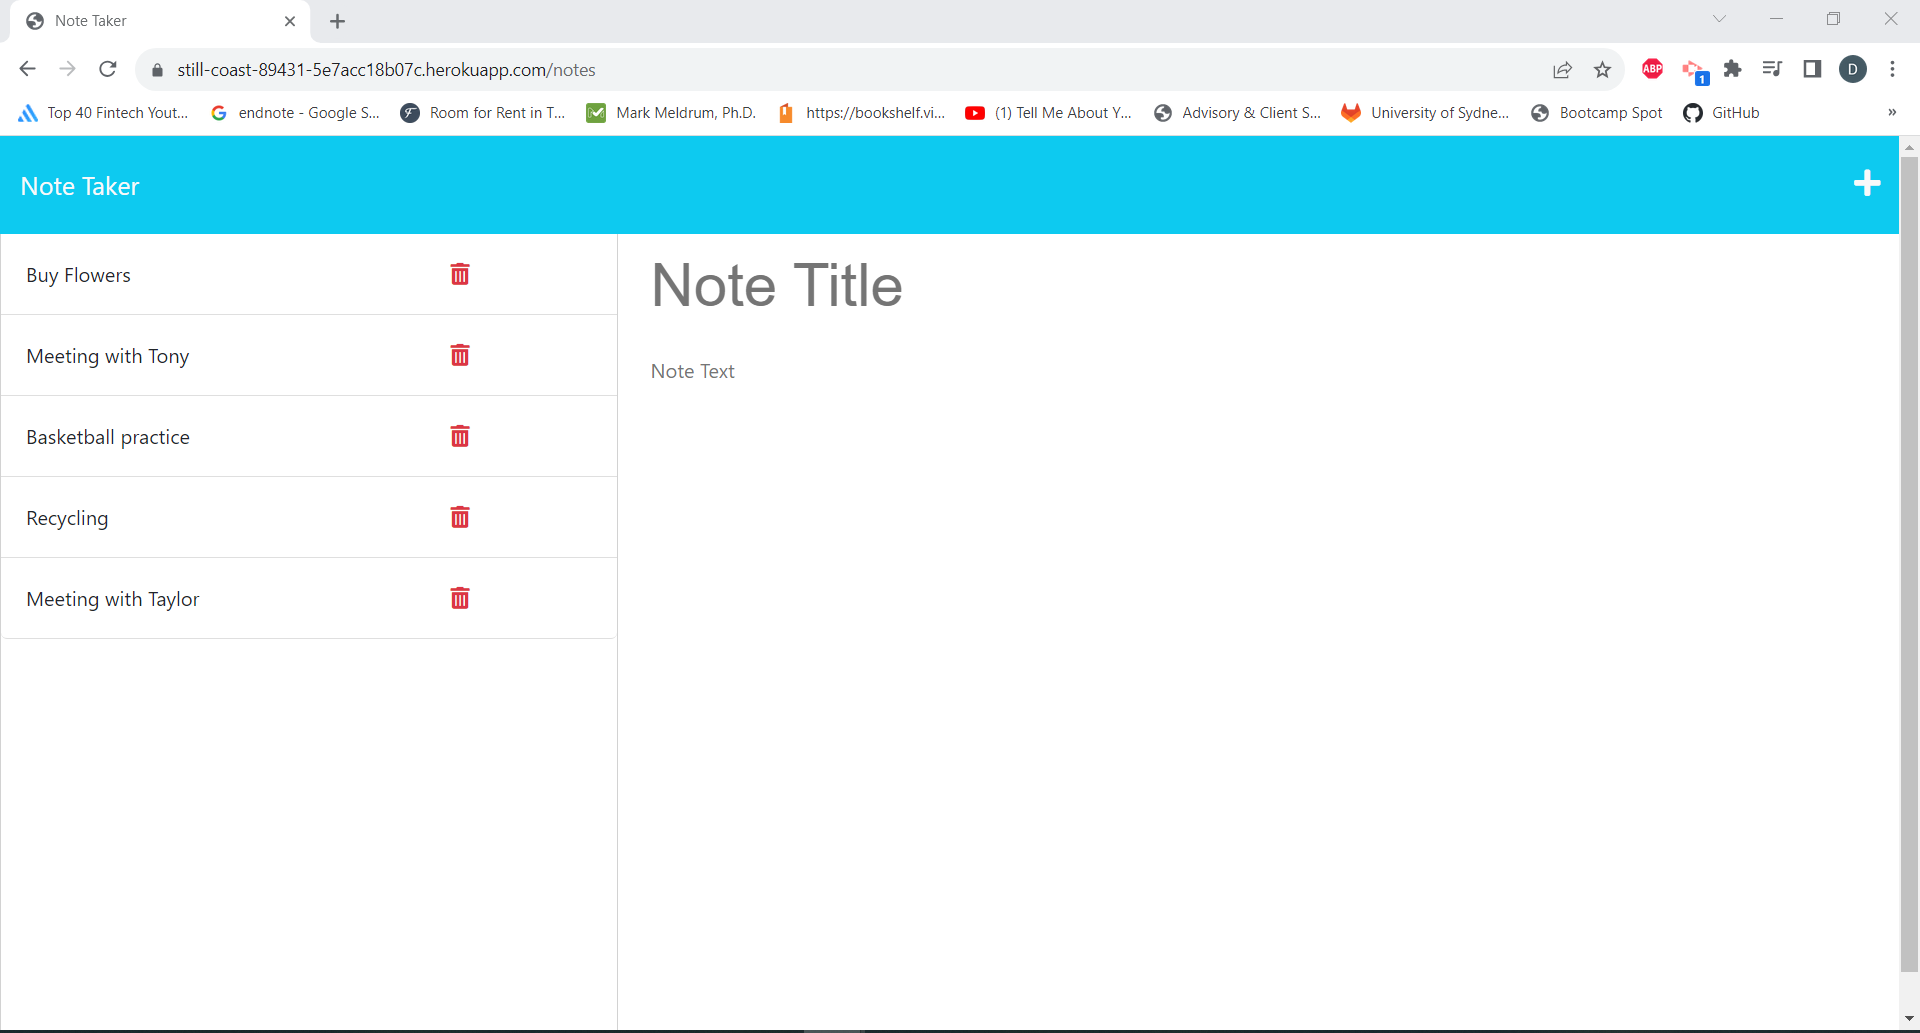 Note Taker
still-coast-89431-5e7acc18b07c.herokuapp.com/notes
ABP
1
D
Top 40 Fintech Yout...
endnote - Google S...
Room for Rent in T...
Mark Meldrum, Ph.D.
https://bookshelf.vi...
(1) Tell Me About Y...
Advisory & Client S...
University of Sydne...
Bootcamp Spot
GitHub
»
Note Taker
Buy Flowers
Meeting with Tony
Basketball practice
Recycling
Meeting with Taylor
Note Title
Note Text